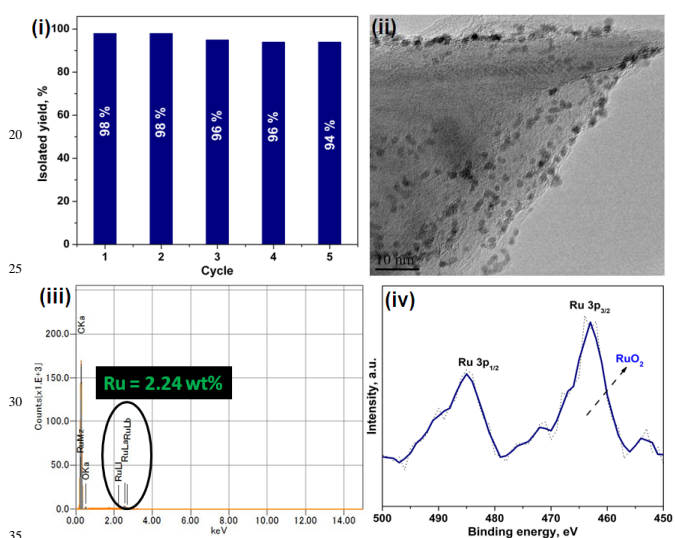 (i)
100
80
60
40
20
0
Isolated yield, %
98 %
98 %
96 %
96 %
94 %
1 2 3 4 5
Cycle
(ii)
10 nm
20
25
30
35
(iii)
Counts[x1.E+3]
200.0
150.0
100.0
50.0
0.0
CKa
RuMz
OKa
RuLl
RuLa
RuLb
Ru = 2.24 wt%
0.00 2.00 4.00 6.00 8.00 10.00 12.00 14.00
keV
(iv)
Intensity, a.u.
Ru 3p1/2
Ru 3p3/2
RuO2
500 490 480 470 460 450
Binding energy, eV